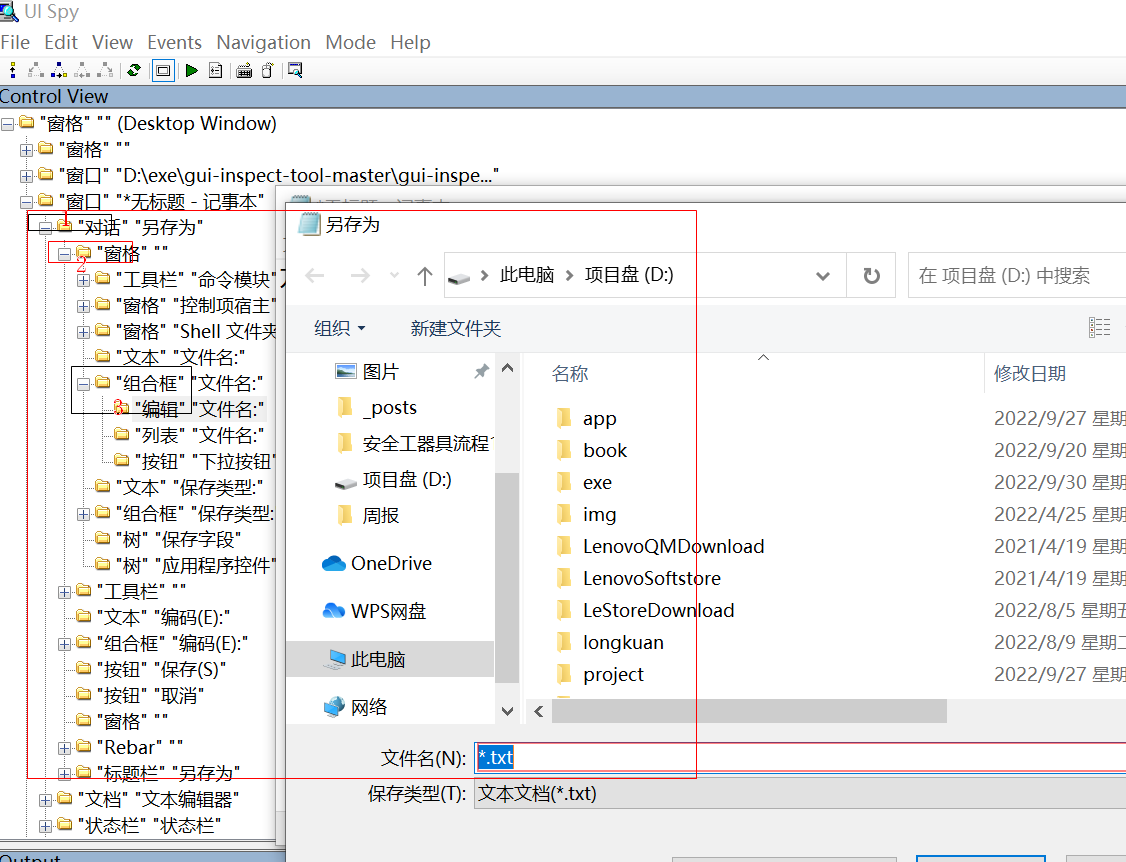 UI Spy
File Edit View Events Navigation Mode Help
Control View
"窗格" "" (Desktop Window)
"窗格" ""
"窗口" "D:\exe\gui-inspect-tool-master\gui-inspe..."
"窗口" "*无标题 - 记事本"
"对话" "另存为"
1
"窗格" ""
2
"工具栏" "命令模块"
"窗格" "控制项宿主"
"窗格" "Shell 文件夹
"文本" "文件名:"
"组合框" "文件名:"
3
"编辑" "文件名:"
"列表" "文件名:"
"按钮" "下拉按钮"
"文本" "保存类型:"
"组合框" "保存类型:
"树" "保存字段"
"树" "应用程序控件"
"工具栏" ""
"文本" "编码(E):"
"组合框" "编码(E):"
"按钮" "保存(S)"
"按钮" "取消"
"窗格" ""
"Rebar" ""
"标题栏" "另存为"
"文档" "文本编辑器"
"状态栏" "状态栏"
Output
另存为
此电脑 项目盘 (D:)
在 项目盘 (D:) 中搜索
组织 新建文件夹
图片
_posts
安全工器具流程
项目盘 (D:)
周报
OneDrive
WPS网盘
此电脑
网络
名称 修改日期
app 2022/9/27 星期
book 2022/9/20 星期
exe 2022/9/30 星期
img 2022/4/25 星期
LenovoQMDownload 2021/4/19 星期
LenovoSoftstore 2021/4/19 星期
LeStoreDownload 2022/8/5 星期五
longkuan 2022/8/9 星期二
project 2022/9/27 星期
文件名(N): *.txt
保存类型(T): 文本文档(*.txt)